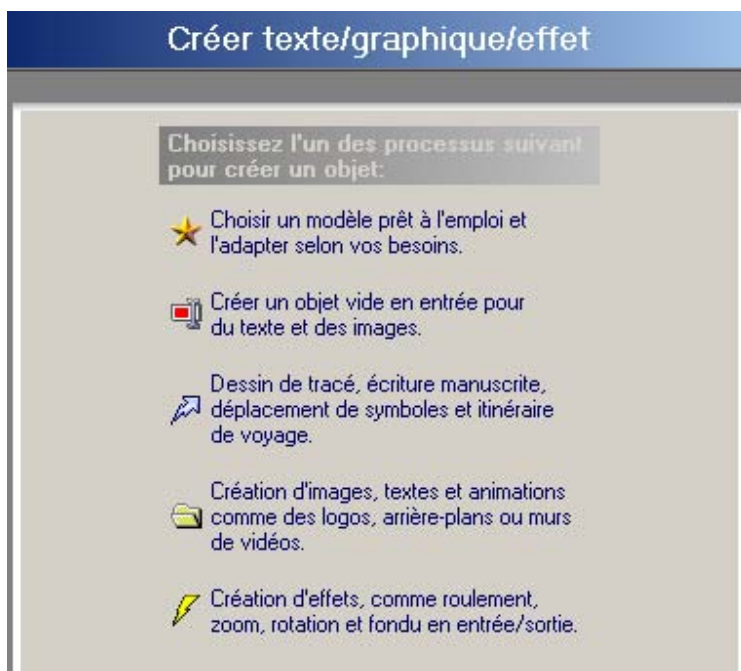 Créer texte/graphique/effet
Choisissez l'un des processus suivant
pour créer un objet:
Choisir un modèle prêt à l'emploi et
l'adapter selon vos besoins.
Créer un objet vide en entrée pour
du texte et des images.
Dessin de tracé, écriture manuscrite,
déplacement de symboles et itinéraire
de voyage.
Création d'images, textes et animations
comme des logos, arrière-plans ou murs
de vidéos.
Création d'effets, comme roulement,
zoom, rotation et fondu en entrée/sortie.